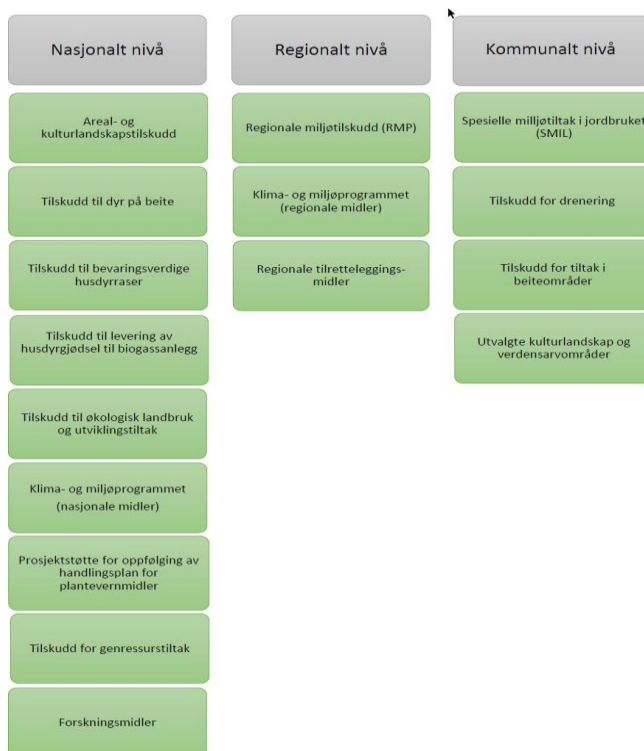 Nasjonalt nivå
Areal- og
kulturlandskapstilskudd
Tilskudd til dyr på beite
Tilskudd til bevaringsverdige
husdyrraser
Tilskudd til levering av
husdyrgjødsel til biogassanlegg
Tilskudd til økologisk landbruk
og utviklingstiltak
Klima- og miljøprogrammet
(nasjonale midler)
Prosjektstøtte for oppfølging av
handlingsplan for
plantevernmidler
Tilskudd for genressurstiltak
Forskningsmidler
Regionalt nivå
Regionale miljøtilskudd (RMP)
Klima- og miljøprogrammet
(regionale midler)
Regionale tilretteleggings-
midler
Kommunalt nivå
Spesielle milljøtiltak i jordbruket
(SMIL)
Tilskudd for drenering
Tilskudd for tiltak i
beiteområder
Utvalgte kulturlandskap og
verdensarvområder